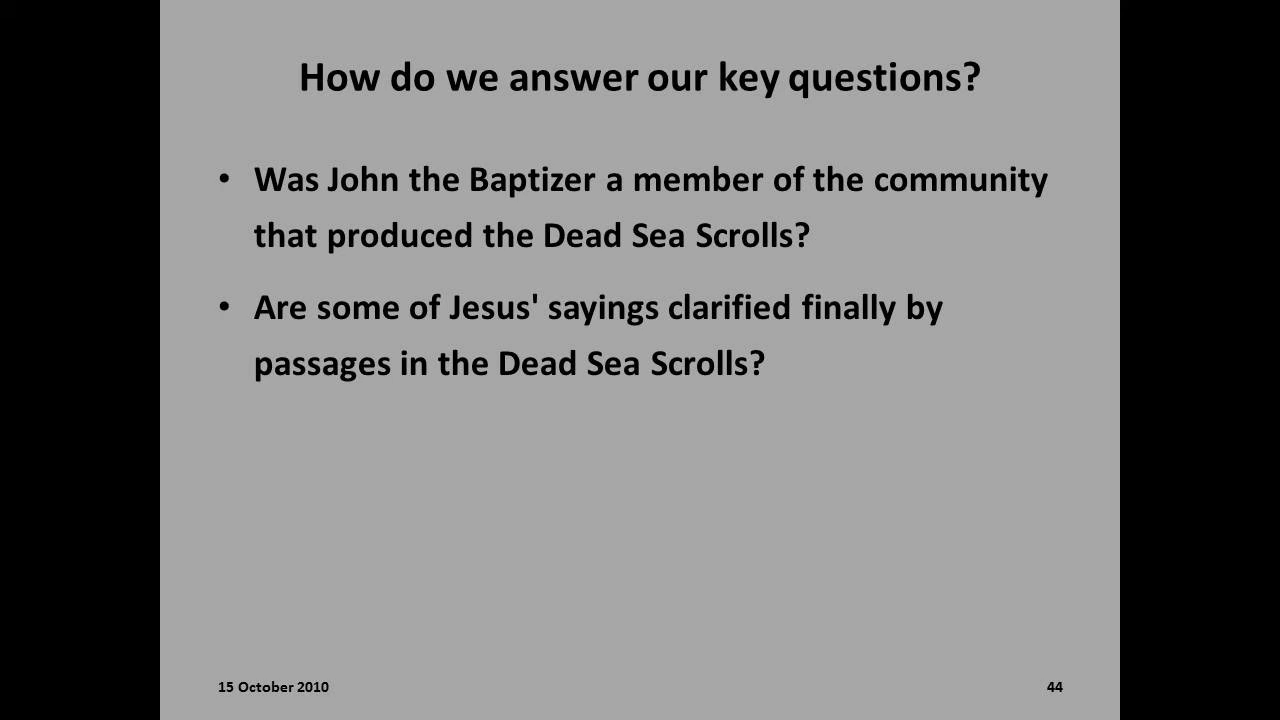 How do we answer our key questions?
• Was John the Baptizer a member of the community
that produced the Dead Sea Scrolls?
• Are some of Jesus' sayings clarified finally by
passages in the Dead Sea Scrolls?
15 October 2010
44